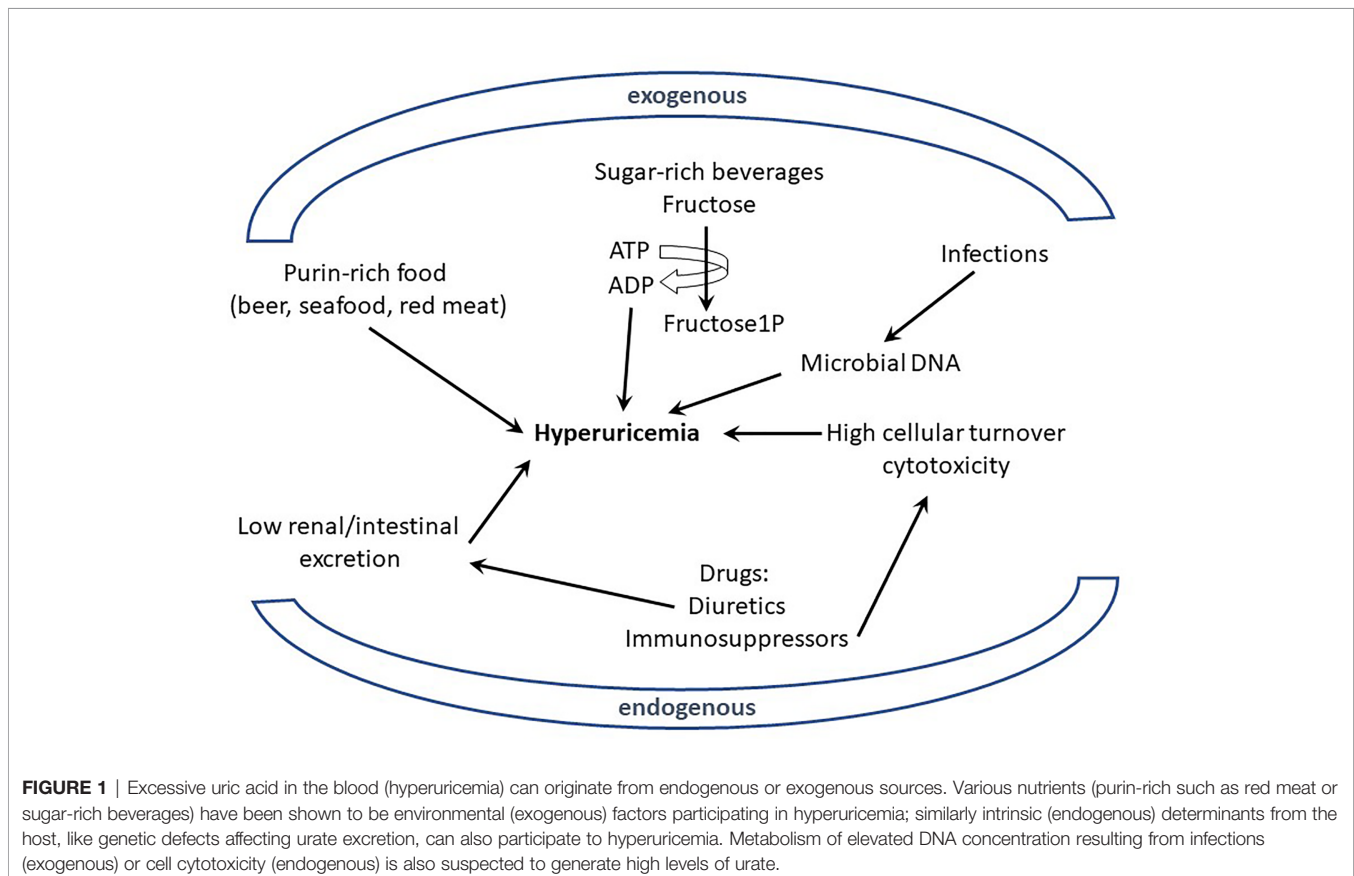 exogenous
Sugar-rich beverages
Fructose
ATP
ADP
Fructose1P
Infections
Purin-rich food
(beer, seafood, red meat)
Microbial DNA
Hyperuricemia
High cellular turnover
cytotoxicity
Low renal/intestinal
excretion
Drugs:
Diuretics
Immunosuppressors
endogenous
FIGURE 1 | Excessive uric acid in the blood (hyperuricemia) can originate from endogenous or exogenous sources. Various nutrients (purin-rich such as red meat or
sugar-rich beverages) have been shown to be environmental (exogenous) factors participating in hyperuricemia; similarly intrinsic (endogenous) determinants from the
host, like genetic defects affecting urate excretion, can also participate to hyperuricemia. Metabolism of elevated DNA concentration resulting from infections
(exogenous) or cell cytotoxicity (endogenous) is also suspected to generate high levels of urate.